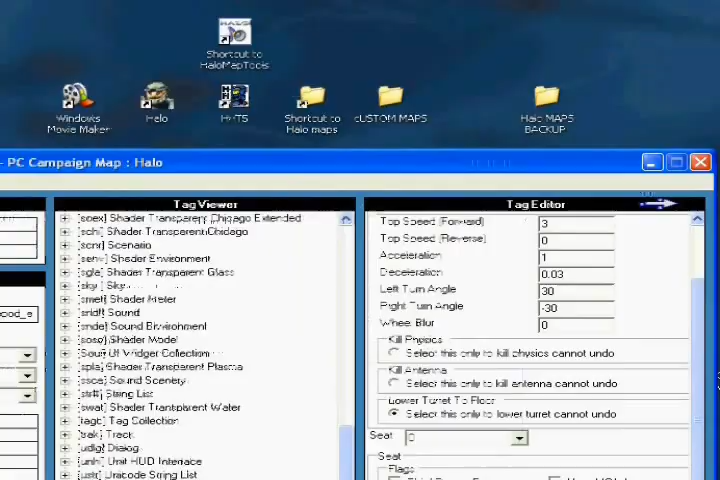 Shortcut to
HaloMapTools
Windows
Movie Maker
Halo
HMTS
Shortcut to
Halo maps
cUSTOM MAPS
Halo MAPS
BACKUP
- PC Campaign Map : Halo
TagViewer
[soex] Shader Transparent Chicago Extended
[schi] Shader Transparent Chicago
[scnr] Scenario
[senv] Shader Environment
[sgla] Shader Transparent Glass
[sky ] Sky
[smet] Shader Meter
[snd!] Sound
[snde] Sound Environment
[soso] Shader Model
[Soul] UI Widger Collection
[spla] Shader Transparent Plasma
[ssce] Sound Scenery
[str#] String List
[swat] Shader Transparent Water
[tagc] Tag Collection
[trak] Track
[udlg] Dialog
[unhi] Unit HUD Interface
[ustr] Unicode String List
ocod_e
Tag Editor
Top Speed (Forward) 3
Top Speed (Reverse) 0
Acceleration 1
Deceleration 0.03
Left Turn Angle 30
Right Turn Angle -30
Wheel Blur 0
Kill Physics
Select this only to kill physics cannot undo
Kill Antenna
Select this only to kill antenna cannot undo
Lower Turret To Floor
Select this only to lower turret cannot undo
Seat 0
Seat
Flags